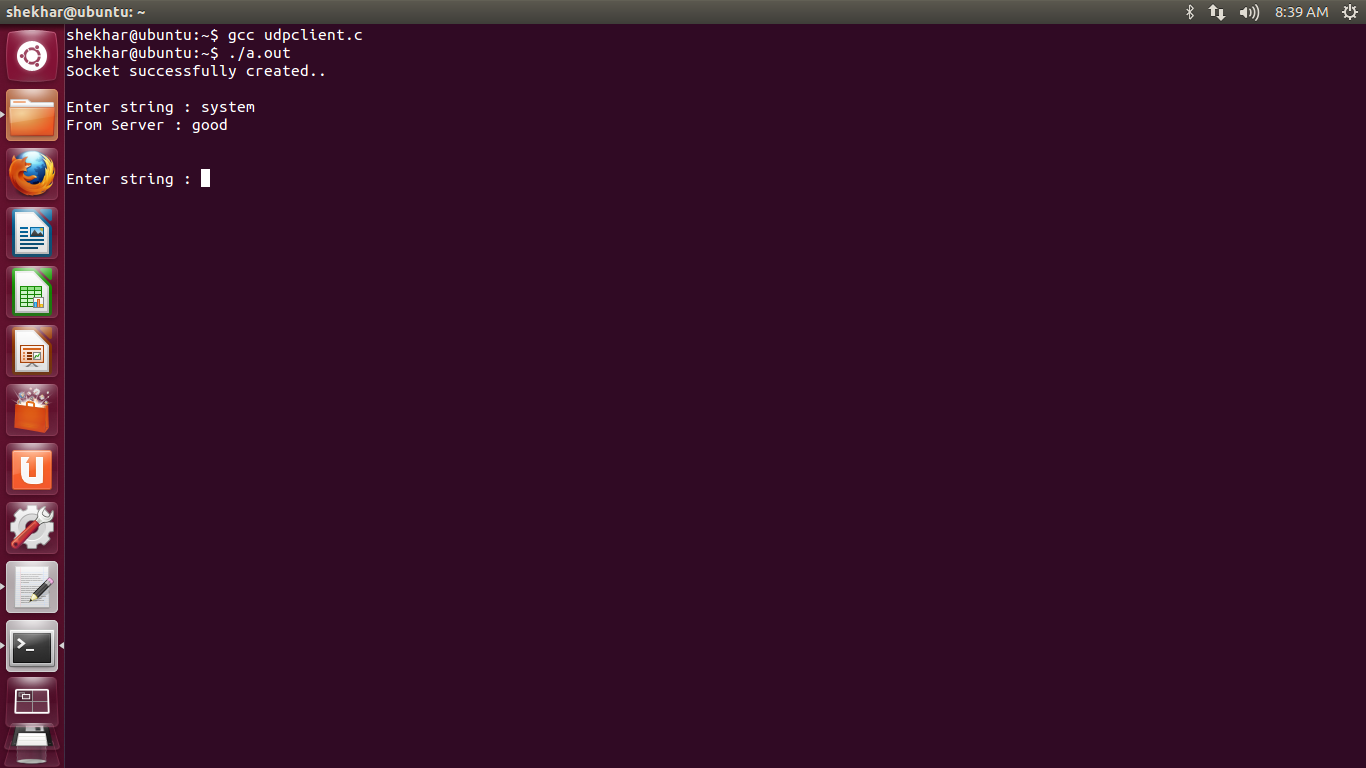 shekhar@ubuntu: ~
8:39 AM
shekhar@ubuntu:~$ gcc udpclient.c
shekhar@ubuntu:~$ ./a.out
Socket successfully created..
Enter string : system
From Server : good
Enter string :